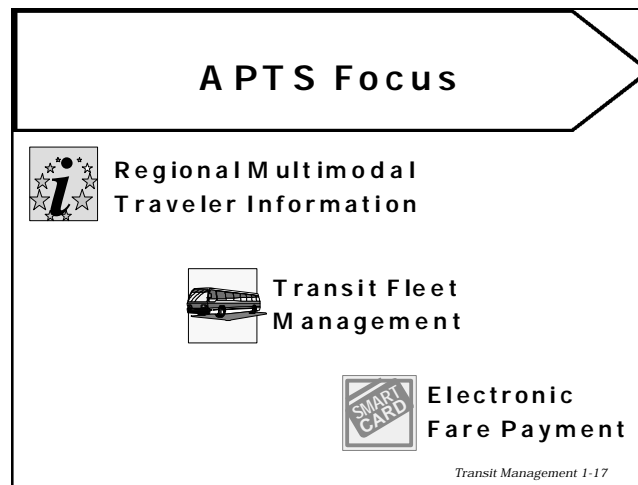 APTS Focus
i
Regional Multimodal
Traveler Information
Transit Fleet
Management
SMART
CARD
Electronic
Fare Payment
Transit Management 1-17